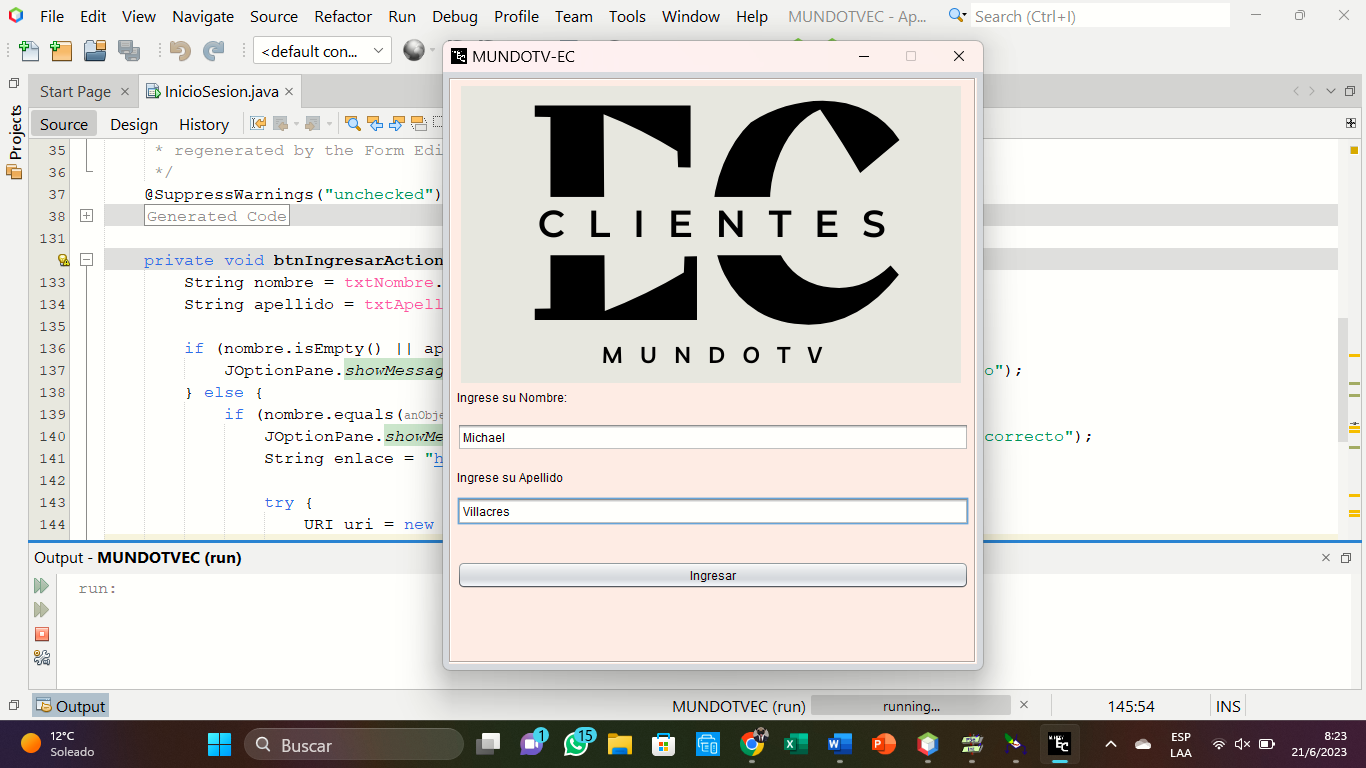 File Edit View Navigate Source Refactor Run Debug Profile Team Tools Window Help MUNDOTVEC - Ap... Search (Ctrl+I)
<default con...
MUNDOTV-EC
Start Page InicioSesion.java
Source Design History
Projects
35 * regenerated by the Form Edi
36 */
37 @SuppressWarnings("unchecked")
38 Generated Code
131
private void btnIngresarAction
133 String nombre = txtNombre.
134 String apellido = txtApell
135
136 if (nombre.isEmpty() || ap
137 JOptionPane.showMessag o");
138 } else {
139 if (nombre.equals(anObje
140 JOptionPane.showMe correcto");
141 String enlace = "h
142
143 try {
144 URI uri = new
EC
CLIENTES
MUNDOTV
Ingrese su Nombre:
Michael
Ingrese su Apellido
Villacres
Ingresar
Output - MUNDOTVEC (run)
run:
Output MUNDOTVEC (run) running... 145:54 INS
12°C
Soleado
Buscar
1
15
EC
ESP
LAA
8:23
21/6/2023